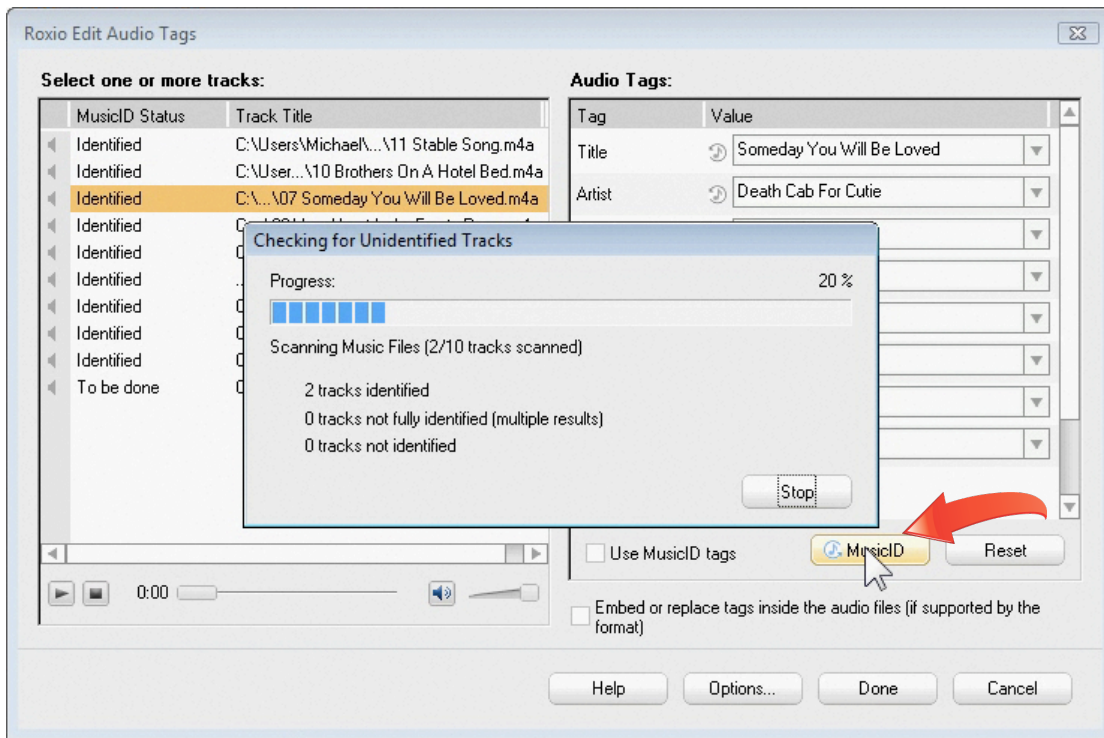 Roxio Edit Audio Tags
Select one or more tracks:
MusicID Status Track Title
Identified C:\Users\Michael\...\11 Stable Song.m4a
Identified C:\User...\10 Brothers On A Hotel Bed.m4a
Identified C:\...\07 Someday You Will Be Loved.m4a
Identified
Identified
Identified
Identified
Identified
Identified
To be done
Audio Tags:
Tag Value
Title Someday You Will Be Loved
Artist Death Cab For Cutie
Checking for Unidentified Tracks
Progress: 20 %
Scanning Music Files (2/10 tracks scanned)
2 tracks identified
0 tracks not fully identified (multiple results)
0 tracks not identified
Stop
Use MusicID tags MusicID Reset
0:00
Embed or replace tags inside the audio files (if supported by the
format)
Help Options... Done Cancel